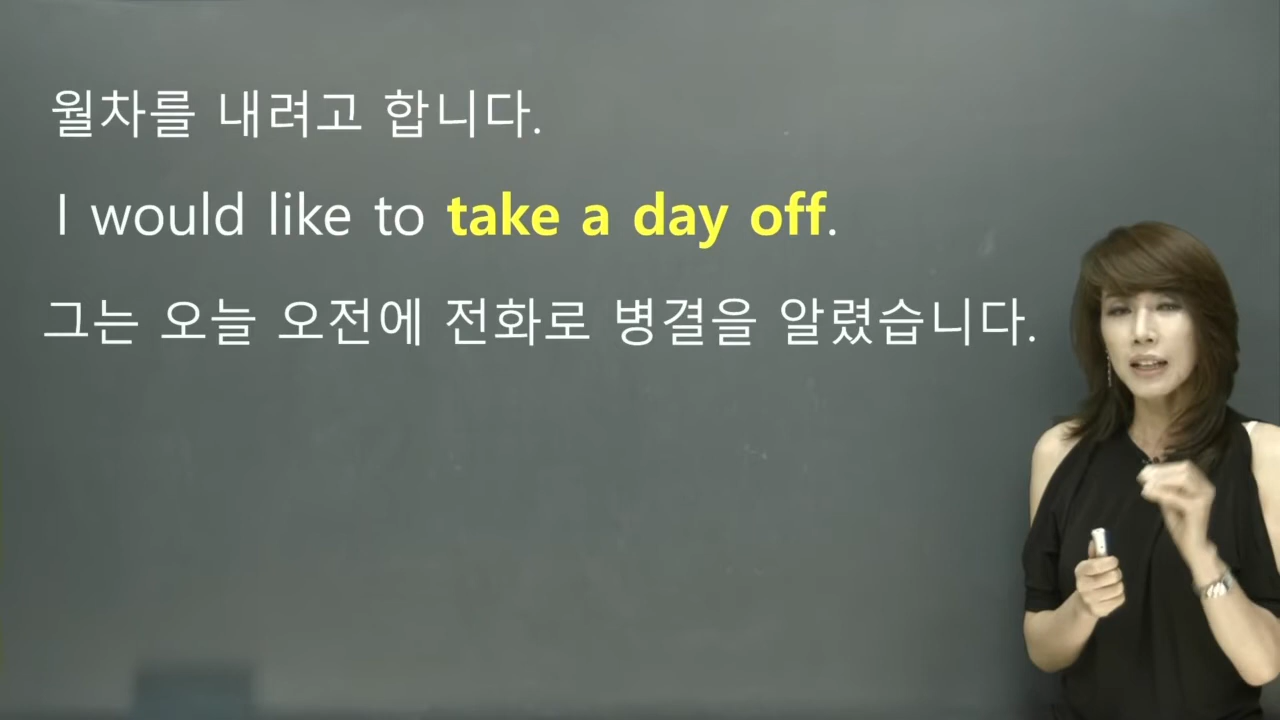 월차를 내려고 합니다.
I would like to take a day off.
그는 오늘 오전에 전화로 병결을 알렸습니다.